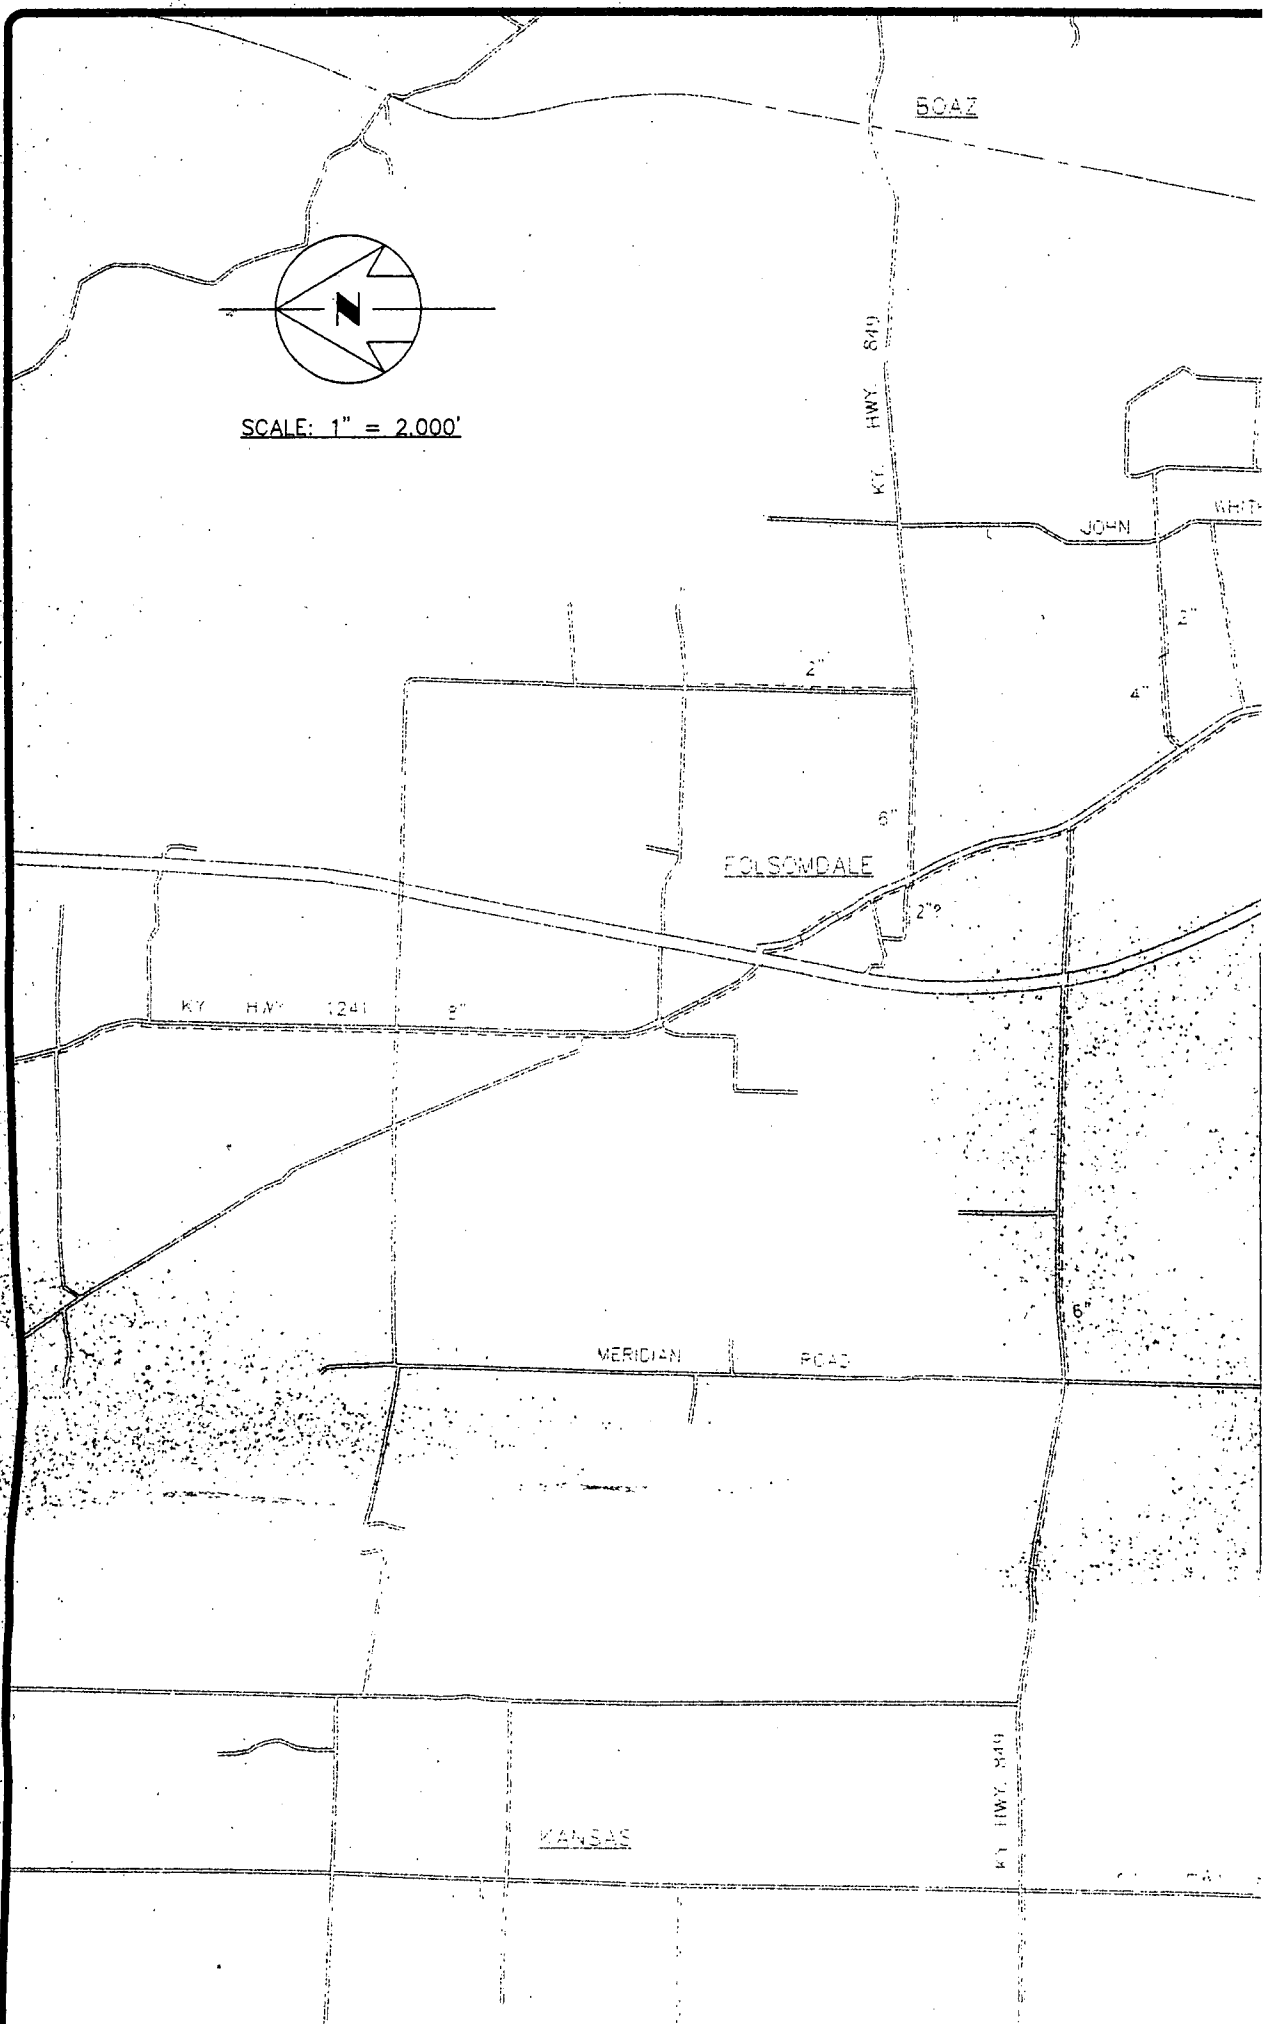 BOAZ
N
SCALE: 1" = 2,000'
KY. HWY. 849
JOHN
2"
2"
4"
6"
FOLSOMDALE
2"?
KY HWY 1241
MERIDIAN ROAD
6"
KY HWY. 849
KANSAS